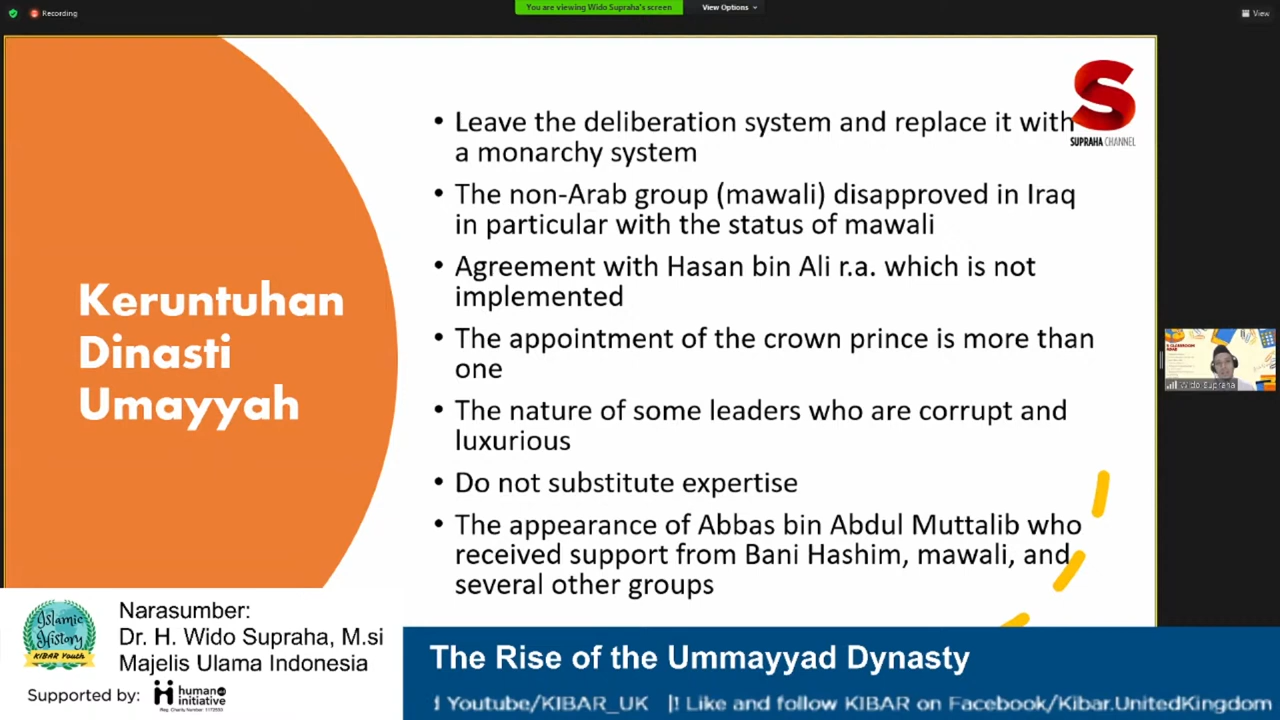 Recording
You are viewing Wido Supraha's screen
View Options
View
S
SUPRAHA CHANNEL
• Leave the deliberation system and replace it with
a monarchy system
• The non-Arab group (mawali) disapproved in Iraq
in particular with the status of mawali
• Agreement with Hasan bin Ali r.a. which is not
implemented
• The appointment of the crown prince is more than
one
• The nature of some leaders who are corrupt and
luxurious
• Do not substitute expertise
• The appearance of Abbas bin Abdul Muttalib who
received support from Bani Hashim, mawali, and
several other groups
Keruntuhan
Dinasti
Umayyah
Wido Supraha
Islamic
History
KIBAR Youth
Narasumber:
Dr. H. Wido Supraha, M.si
Majelis Ulama Indonesia
Supported by:
human
initiative
The Rise of the Ummayyad Dynasty
Youtube/KIBAR_UK |! Like and follow KIBAR on Facebook/Kibar.UnitedKingdom